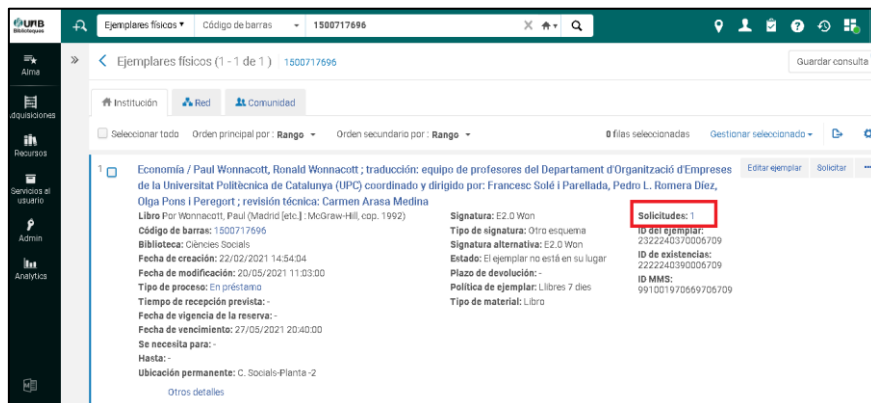 UAB
Biblioteques
Ejemplares físicos
Código de barras
1500717696
Alma
Adquisiciones
Recursos
Servicios al
usuario
Admin
Analytics
Ejemplares físicos (1 - 1 de 1 ) 1500717696
Guardar consulta
Institución
Red
Comunidad
Seleccionar todo Orden principal por : Rango Orden secundario por : Rango 0 filas seleccionadas Gestionar seleccionado
1 Economía / Paul Wonnacott, Ronald Wonnacott ; traducción: equipo de profesores del Departament d'Organització d'Empreses
de la Universitat Politècnica de Catalunya (UPC) coordinado y dirigido por: Francesc Solé i Parellada, Pedro L. Romera Díez,
Olga Pons i Peregort ; revisión técnica: Carmen Arasa Medina
Editar ejemplar Solicitar
Libro Por Wonnacott, Paul (Madrid [etc.] : McGraw-Hill, cop. 1992)
Código de barras: 1500717696
Biblioteca: Ciències Socials
Fecha de creación: 22/02/2021 14:54:04
Fecha de modificación: 20/05/2021 11:03:00
Tipo de proceso: En préstamo
Tiempo de recepción prevista: -
Fecha de vigencia de la reserva: -
Fecha de vencimiento: 27/05/2021 20:40:00
Se necesita para: -
Hasta: -
Ubicación permanente: C. Socials-Planta -2
Otros detalles
Signatura: E2.0 Won
Tipo de signatura: Otro esquema
Signatura alternativa: E2.0 Won
Estado: El ejemplar no está en su lugar
Plazo de devolución: -
Política de ejemplar: Llibres 7 dies
Tipo de material: Libro
Solicitudes: 1
ID del ejemplar:
2322240370006709
ID de existencias:
2222240390006709
ID MMS:
991001970669706709